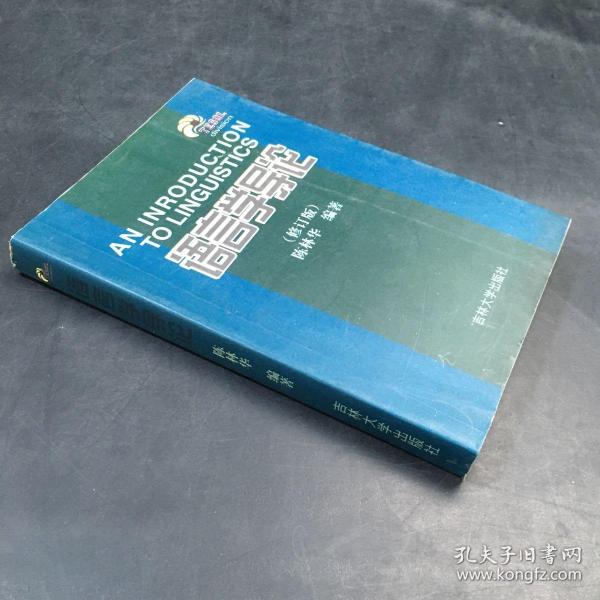 division
AN INRODUCTION
TO LINGUISTICS
语言学导论
(修订版)
陈林华 编著
吉林大学出版社
语言学导论
陈林华 编著
吉林大学出版社
孔夫子旧书网
www.kongfz.com